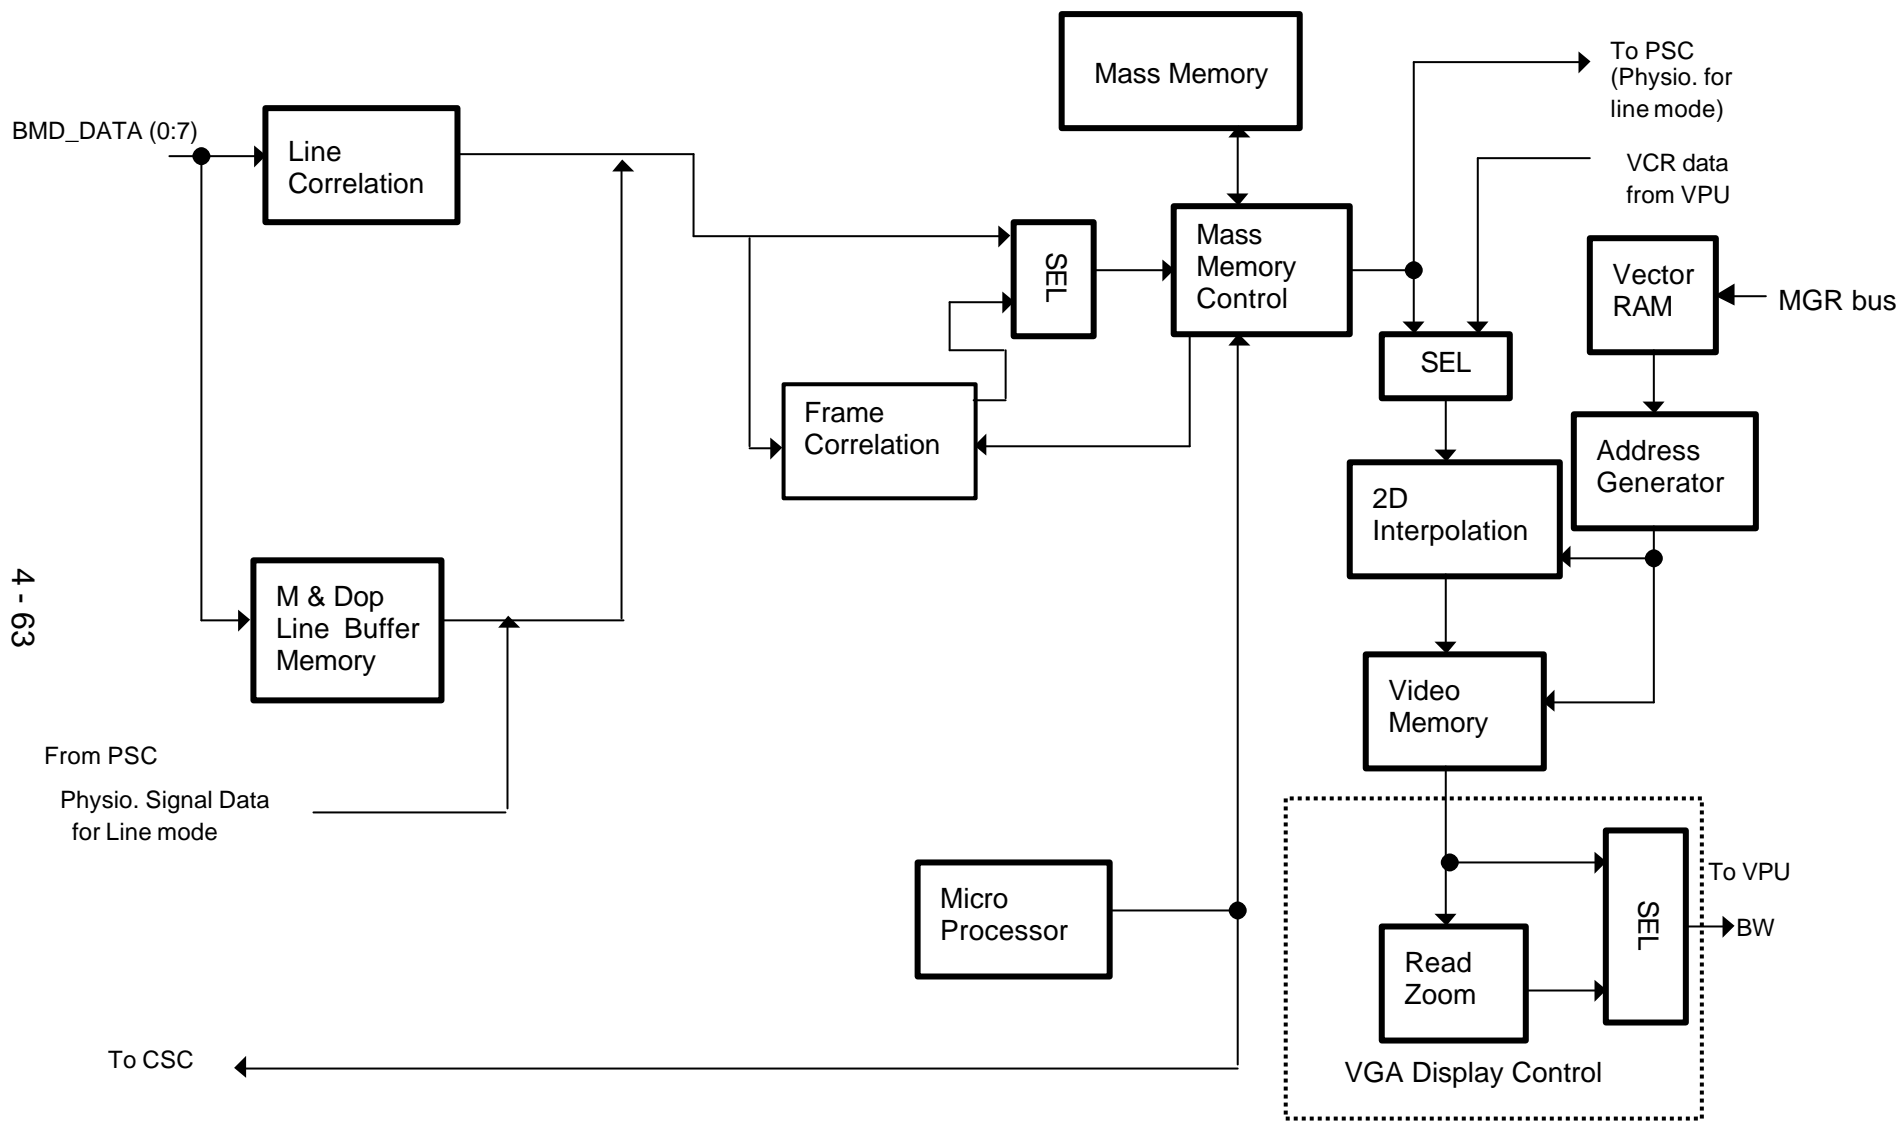 Mass Memory
To PSC
(Physio. for
line mode)
BMD_DATA (0:7)
Line
Correlation
VCR data
from VPU
Mass
Memory
Control
SEL
Vector
RAM
MGR bus
SEL
Frame
Correlation
Address
Generator
2D
Interpolation
4 - 63
M & Dop
Line Buffer
Memory
Video
Memory
From PSC
Physio. Signal Data
for Line mode
Micro
Processor
To VPU
SEL
BW
Read
Zoom
To CSC
VGA Display Control